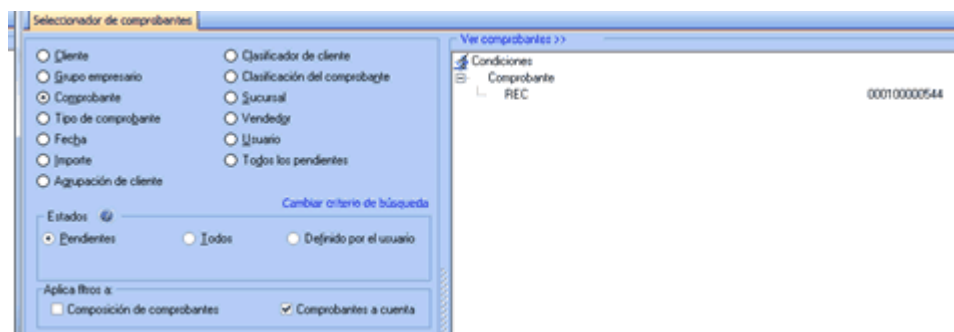 Seleccionador de comprobantes
Cliente
Grupo empresario
Comprobante
Tipo de comprobante
Fecha
Importe
Agrupación de cliente
Clasificador de cliente
Clasificación del comprobante
Sucursal
Vendedor
Usuario
Todos los pendientes
Cambiar criterio de búsqueda
Estados
Pendientes
Todos
Definido por el usuario
Aplica filtros a:
Composición de comprobantes
Comprobantes a cuenta
Ver comprobantes >>
Condiciones
Comprobante
REC 000100000544